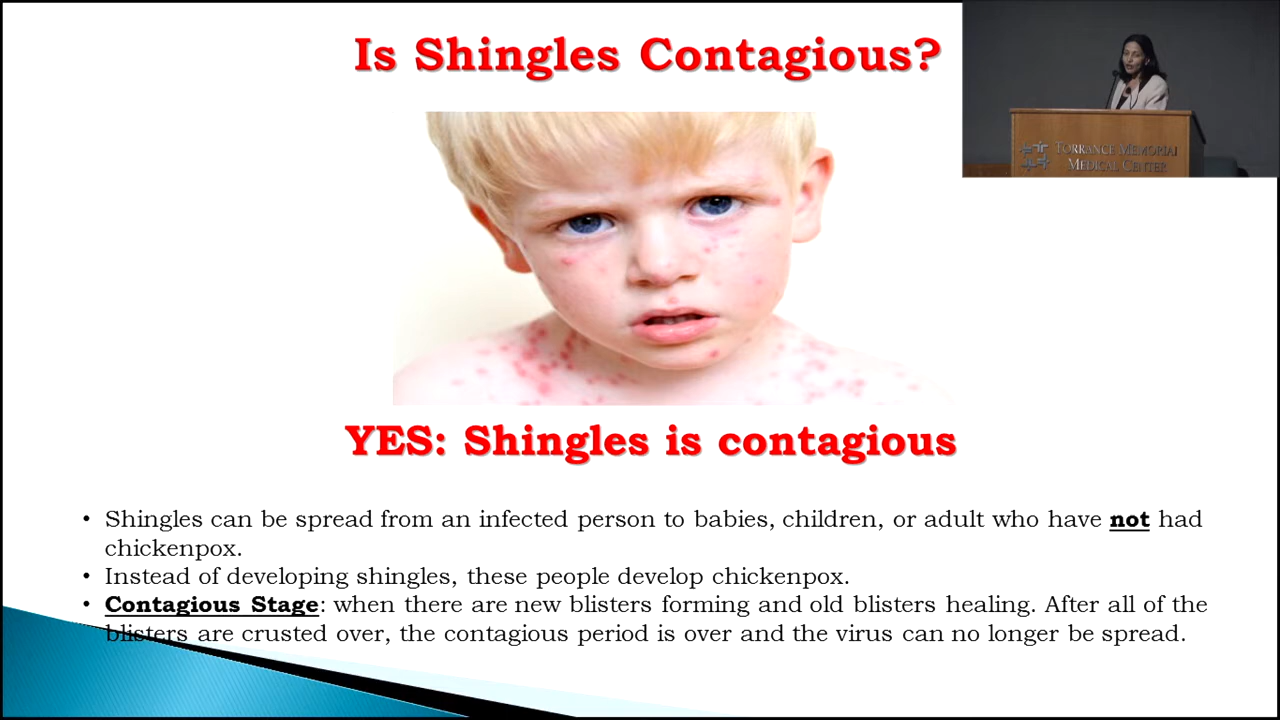 Is Shingles Contagious?
TORRANCE MEMORIAL
MEDICAL CENTER
YES: Shingles is contagious
• Shingles can be spread from an infected person to babies, children, or adult who have not had
chickenpox.
• Instead of developing shingles, these people develop chickenpox.
• Contagious Stage: when there are new blisters forming and old blisters healing. After all of the
blisters are crusted over, the contagious period is over and the virus can no longer be spread.